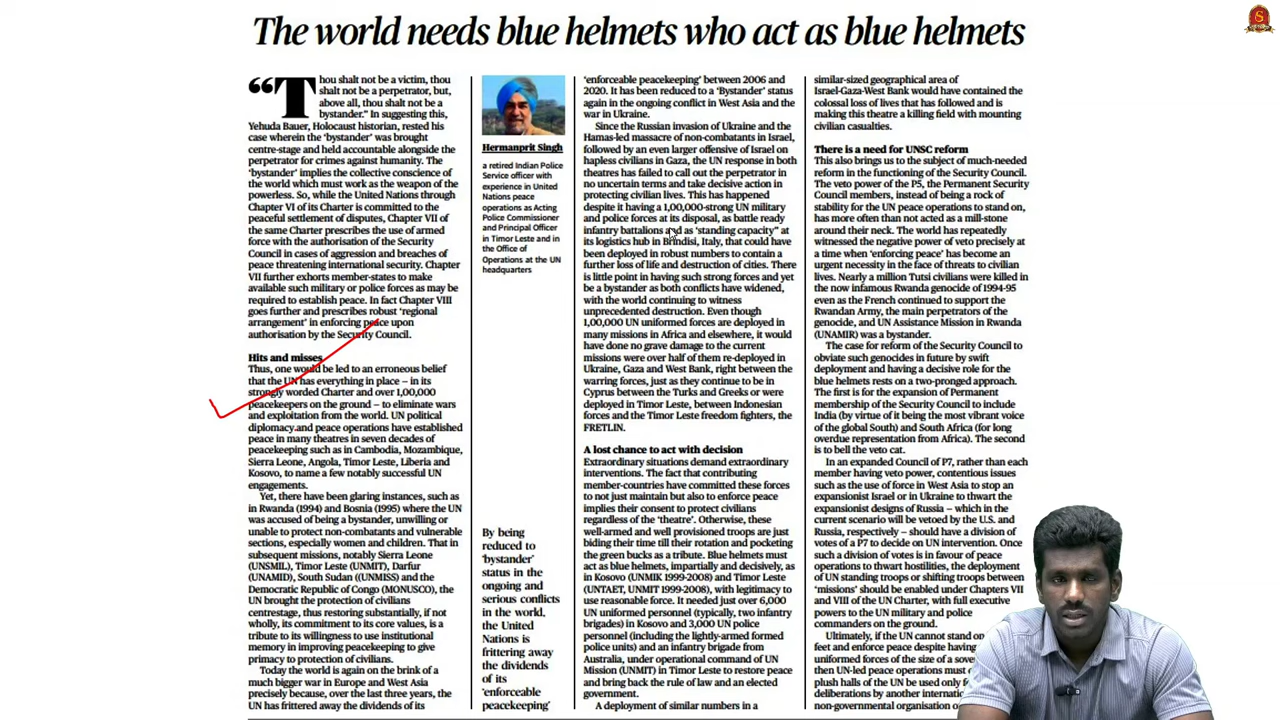 The world needs blue helmets who act as blue helmets
“Thou shalt not be a victim, thou
shalt not be a perpetrator, but,
above all, thou shalt not be a
bystander.” In suggesting this,
Yehuda Bauer, Holocaust historian, rested his
case wherein the ‘bystander’ was brought
centre-stage and held accountable alongside the
perpetrator for crimes against humanity. The
‘bystander’ implies the collective conscience of
the world which must work as the weapon of the
powerless. So, while the United Nations through
Chapter VI of its Charter is committed to the
peaceful settlement of disputes, Chapter VII of
the same Charter prescribes the use of armed
force with the authorisation of the Security
Council in cases of aggression and breaches of
peace threatening international security. Chapter
VII further exhorts member-states to make
available such military or police forces as may be
required to establish peace. In fact Chapter VIII
goes further and prescribes robust ‘regional
arrangement’ in enforcing peace upon
authorisation by the Security Council.
Hits and misses
Thus, one would be led to an erroneous belief
that the UN has everything in place – in its
strongly worded Charter and over 1,00,000
peacekeepers on the ground – to eliminate wars
and exploitation from the world. UN political
diplomacy and peace operations have established
peace in many theatres in seven decades of
peacekeeping such as in Cambodia, Mozambique,
Sierra Leone, Angola, Timor Leste, Liberia and
Kosovo, to name a few notably successful UN
engagements.
Yet, there have been glaring instances, such as
in Rwanda (1994) and Bosnia (1995) where the UN
was accused of being a bystander, unwilling or
unable to protect non-combatants and vulnerable
sections, especially women and children. That in
subsequent missions, notably Sierra Leone
(UNSMIL), Timor Leste (UNMIT), Darfur
(UNAMID), South Sudan ((UNMISS) and the
Democratic Republic of Congo (MONUSCO), the
UN brought the protection of civilians
centrestage, thus restoring substantially, if not
wholly, its commitment to its core values, is a
tribute to its willingness to use institutional
memory in improving peacekeeping to give
primacy to protection of civilians.
Today the world is again on the brink of a
much bigger war in Europe and West Asia
precisely because, over the last three years, the
UN has frittered away the dividends of its
Hermanprit Singh
a retired Indian Police
Service officer with
experience in United
Nations peace
operations as Acting
Police Commissioner
and Principal Officer
in Timor Leste and in
the Office of
Operations at the UN
headquarters
By being
reduced to
‘bystander’
status in the
ongoing and
serious conflicts
in the world,
the United
Nations is
frittering away
the dividends
of its
‘enforceable
peacekeeping’
‘enforceable peacekeeping’ between 2006 and
2020. It has been reduced to a ‘Bystander’ status
again in the ongoing conflict in West Asia and the
war in Ukraine.
Since the Russian invasion of Ukraine and the
Hamas-led massacre of non-combatants in Israel,
followed by an even larger offensive of Israel on
hapless civilians in Gaza, the UN response in both
theatres has failed to call out the perpetrator in
no uncertain terms and take decisive action in
protecting civilian lives. This has happened
despite it having a 1,00,000-strong UN military
and police forces at its disposal, as battle ready
infantry battalions and as ‘standing capacity” at
its logistics hub in Brindisi, Italy, that could have
been deployed in robust numbers to contain a
further loss of life and destruction of cities. There
is little point in having such strong forces and yet
be a bystander as both conflicts have widened,
with the world continuing to witness
unprecedented destruction. Even though
1,00,000 UN uniformed forces are deployed in
many missions in Africa and elsewhere, it would
have done no grave damage to the current
missions were over half of them re-deployed in
Ukraine, Gaza and West Bank, right between the
warring forces, just as they continue to be in
Cyprus between the Turks and Greeks or were
deployed in Timor Leste, between Indonesian
forces and the Timor Leste freedom fighters, the
FRETLIN.
A lost chance to act with decision
Extraordinary situations demand extraordinary
interventions. The fact that contributing
member-countries have committed these forces
to not just maintain but also to enforce peace
implies their consent to protect civilians
regardless of the ‘theatre’. Otherwise, these
well-armed and well provisioned troops are just
biding their time till their rotation and pocketing
the green bucks as a tribute. Blue helmets must
act as blue helmets, impartially and decisively, as
in Kosovo (UNMIK 1999-2008) and Timor Leste
(UNTAET, UNMIT 1999-2008), with legitimacy to
use reasonable force. It needed just over 6,000
UN uniformed personnel (typically, two infantry
brigades) in Kosovo and 3,000 UN police
personnel (including the lightly-armed formed
police units) and an infantry brigade from
Australia, under operational command of UN
Mission (UNMIT) in Timor Leste to restore peace
and bring back the rule of law and an elected
government.
A deployment of similar numbers in a
similar-sized geographical area of
Israel-Gaza-West Bank would have contained the
colossal loss of lives that has followed and is
making this theatre a killing field with mounting
civilian casualties.
There is a need for UNSC reform
This also brings us to the subject of much-needed
reform in the functioning of the Security Council.
The veto power of the P5, the Permanent Security
Council members, instead of being a rock of
stability for the UN peace operations to stand on,
has more often than not acted as a mill-stone
around their neck. The world has repeatedly
witnessed the negative power of veto precisely at
a time when ‘enforcing peace’ has become an
urgent necessity in the face of threats to civilian
lives. Nearly a million Tutsi civilians were killed in
the now infamous Rwanda genocide of 1994-95
even as the French continued to support the
Rwandan Army, the main perpetrators of the
genocide, and UN Assistance Mission in Rwanda
(UNAMIR) was a bystander.
The case for reform of the Security Council to
obviate such genocides in future by swift
deployment and having a decisive role for the
blue helmets rests on a two-pronged approach.
The first is for the expansion of Permanent
membership of the Security Council to include
India (by virtue of it being the most vibrant voice
of the global South) and South Africa (for long
overdue representation from Africa). The second
is to bell the veto cat.
In an expanded Council of P7, rather than each
member having veto power, contentious issues
such as the use of force in West Asia to stop an
expansionist Israel or in Ukraine to thwart the
expansionist designs of Russia – which in the
current scenario will be vetoed by the U.S. and
Russia, respectively – should have a division of
votes of a P7 to decide on UN intervention. Once
such a division of votes is in favour of peace
operations to thwart hostilities, the deployment
of UN standing troops or shifting troops between
‘missions’ should be enabled under Chapters VII
and VIII of the UN Charter, with full executive
powers to the UN military and police
commanders on the ground.
Ultimately, if the UN cannot stand on
feet and enforce peace despite having
uniformed forces of the size of a
then UN-led peace operations must
plush halls of the UN be used only
deliberations by another
non-governmental organisation